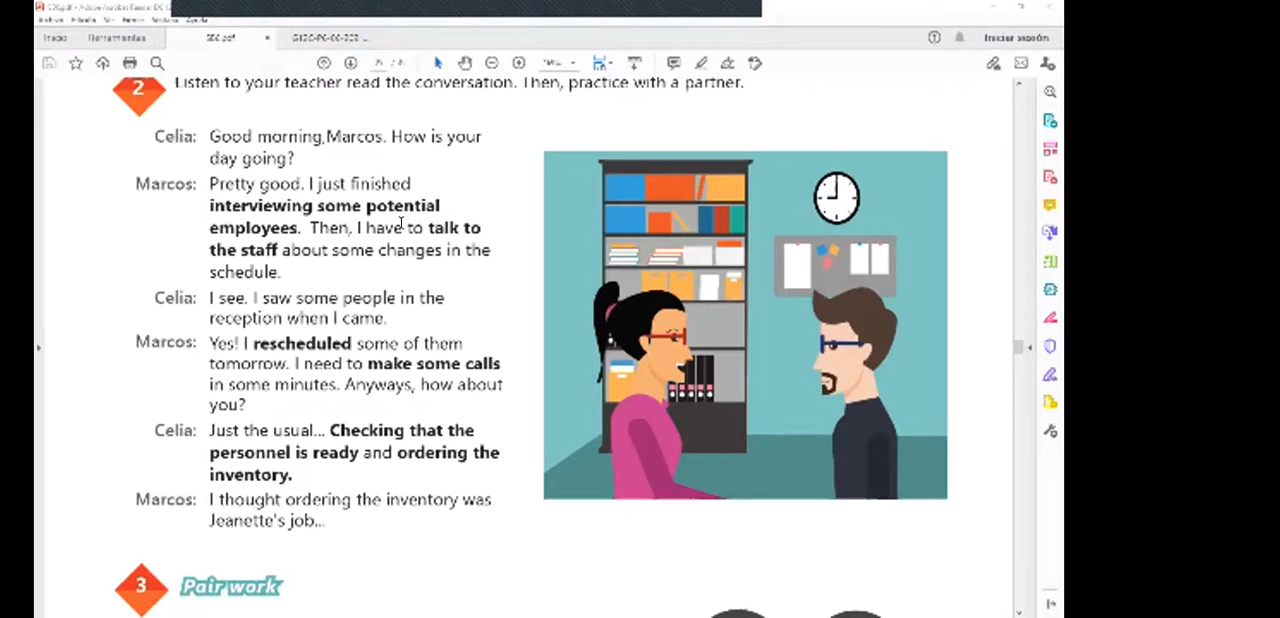 Inicio Herramientas SDC.pdf
Iniciar sesión
2 Listen to your teacher read the conversation. Then, practice with a partner.
Celia: Good morning,Marcos. How is your
day going?
Marcos: Pretty good. I just finished
interviewing some potential
employees. Then, I have to talk to
the staff about some changes in the
schedule.
Celia: I see. I saw some people in the
reception when I came.
Marcos: Yes! I rescheduled some of them
tomorrow. I need to make some calls
in some minutes. Anyways, how about
you?
Celia: Just the usual... Checking that the
personnel is ready and ordering the
inventory.
Marcos: I thought ordering the inventory was
Jeanette's job...
3 Pair work